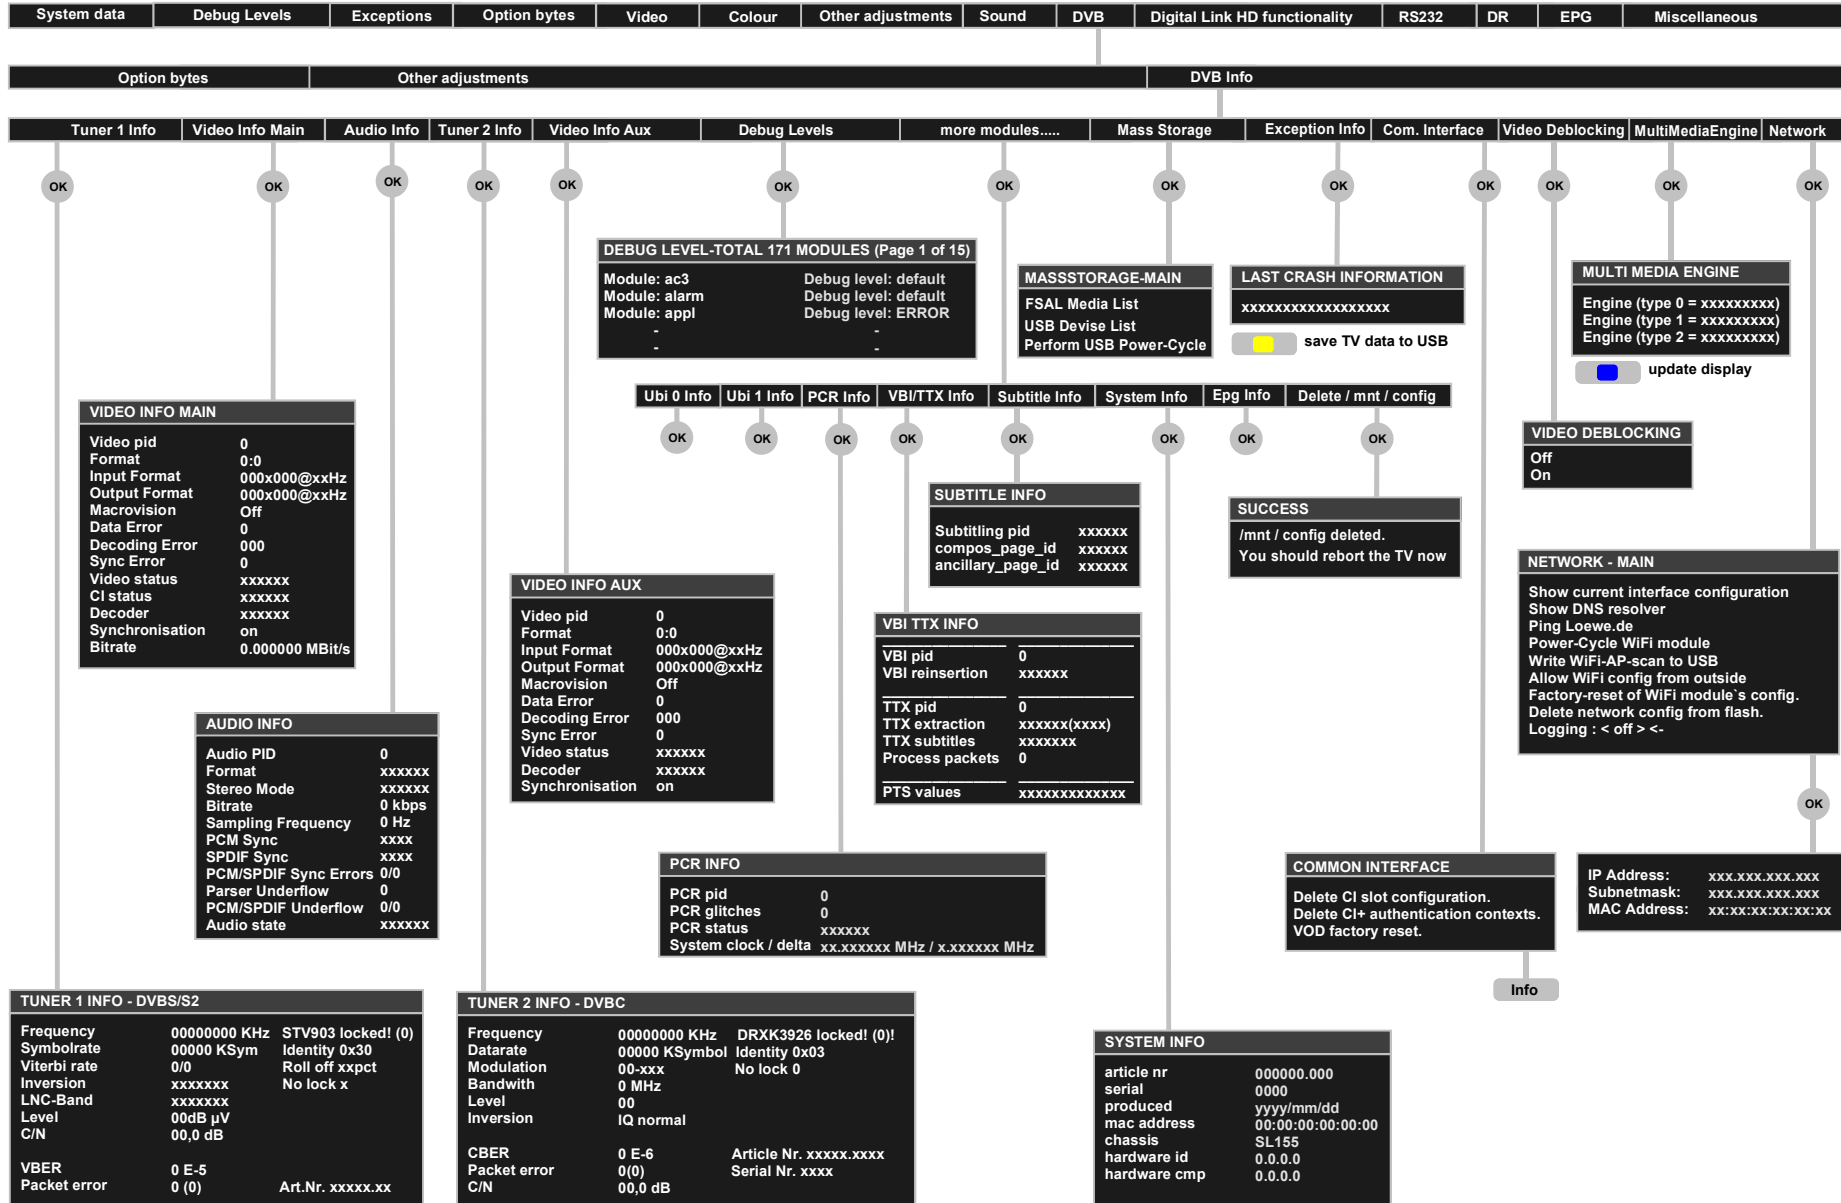 System data Debug Levels Exceptions Option bytes Video Colour Other adjustments Sound DVB Digital Link HD functionality RS232 DR EPG Miscellaneous
Option bytes Other adjustments DVB Info
Tuner 1 Info Video Info Main Audio Info Tuner 2 Info Video Info Aux Debug Levels more modules..... Mass Storage Exception Info Com. Interface Video Deblocking MultiMediaEngine Network
OK OK OK OK OK OK OK OK OK OK OK OK OK
DEBUG LEVEL-TOTAL 171 MODULES (Page 1 of 15)
Module: ac3 Debug level: default
Module: alarm Debug level: default
Module: appl Debug level: ERROR
- -
- -
MASSSTORAGE-MAIN
FSAL Media List
USB Devise List
Perform USB Power-Cycle
LAST CRASH INFORMATION
xxxxxxxxxxxxxxxxxx
save TV data to USB
MULTI MEDIA ENGINE
Engine (type 0 = xxxxxxxxx)
Engine (type 1 = xxxxxxxxx)
Engine (type 2 = xxxxxxxxx)
update display
Ubi 0 Info Ubi 1 Info PCR Info VBI/TTX Info Subtitle Info System Info Epg Info Delete / mnt / config
OK OK OK OK OK OK OK OK
VIDEO INFO MAIN
Video pid 0
Format 0:0
Input Format 000x000@xxHz
Output Format 000x000@xxHz
Macrovision Off
Data Error 0
Decoding Error 000
Sync Error 0
Video status xxxxxx
CI status xxxxxx
Decoder xxxxxx
Synchronisation on
Bitrate 0.000000 MBit/s
VIDEO DEBLOCKING
Off
On
SUBTITLE INFO
Subtitling pid xxxxxx
compos_page_id xxxxxx
ancillary_page_id xxxxxx
SUCCESS
/mnt / config deleted.
You should rebort the TV now
NETWORK - MAIN
Show current interface configuration
Show DNS resolver
Ping Loewe.de
Power-Cycle WiFi module
Write WiFi-AP-scan to USB
Allow WiFi config from outside
Factory-reset of WiFi module`s config.
Delete network config from flash.
Logging : < off > <-
OK
VIDEO INFO AUX
Video pid 0
Format 0:0
Input Format 000x000@xxHz
Output Format 000x000@xxHz
Macrovision Off
Data Error 0
Decoding Error 000
Sync Error 0
Video status xxxxxx
Decoder xxxxxx
Synchronisation on
VBI TTX INFO
VBI pid 0
VBI reinsertion xxxxxx
TTX pid 0
TTX extraction xxxxxx(xxxx)
TTX subtitles xxxxxxx
Process packets 0
PTS values xxxxxxxxxxxxx
AUDIO INFO
Audio PID 0
Format xxxxxx
Stereo Mode xxxxxx
Bitrate 0 kbps
Sampling Frequency 0 Hz
PCM Sync xxxx
SPDIF Sync xxxx
PCM/SPDIF Sync Errors 0/0
Parser Underflow 0
PCM/SPDIF Underflow 0/0
Audio state xxxxxx
PCR INFO
PCR pid 0
PCR glitches 0
PCR status xxxxxx
System clock / delta xx.xxxxxx MHz / x.xxxxxx MHz
COMMON INTERFACE
Delete CI slot configuration.
Delete CI+ authentication contexts.
VOD factory reset.
Info
IP Address: xxx.xxx.xxx.xxx
Subnetmask: xxx.xxx.xxx.xxx
MAC Address: xx:xx:xx:xx:xx:xx
TUNER 1 INFO - DVBS/S2
Frequency 00000000 KHz STV903 locked! (0)
Symbolrate 00000 KSym Identity 0x30
Viterbi rate 0/0 Roll off xxpct
Inversion xxxxxxx No lock x
LNC-Band xxxxxxx
Level 00dB µV
C/N 00,0 dB
VBER 0 E-5
Packet error 0 (0) Art.Nr. xxxxx.xx
TUNER 2 INFO - DVBC
Frequency 00000000 KHz DRXK3926 locked! (0)!
Datarate 00000 KSymbol Identity 0x03
Modulation 00-xxx No lock 0
Bandwith 0 MHz
Level 00
Inversion IQ normal
CBER 0 E-6 Article Nr. xxxxx.xxxx
Packet error 0(0) Serial Nr. xxxx
C/N 00,0 dB
SYSTEM INFO
article nr 000000.000
serial 0000
produced yyyy/mm/dd
mac address 00:00:00:00:00:00
chassis SL155
hardware id 0.0.0.0
hardware cmp 0.0.0.0